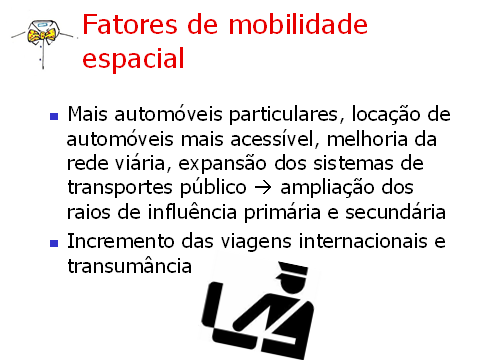 Fatores de mobilidade
espacial
Mais automóveis particulares, locação de
automóveis mais acessível, melhoria da
rede viária, expansão dos sistemas de
transportes público → ampliação dos
raios de influência primária e secundária
Incremento das viagens internacionais e
transumância